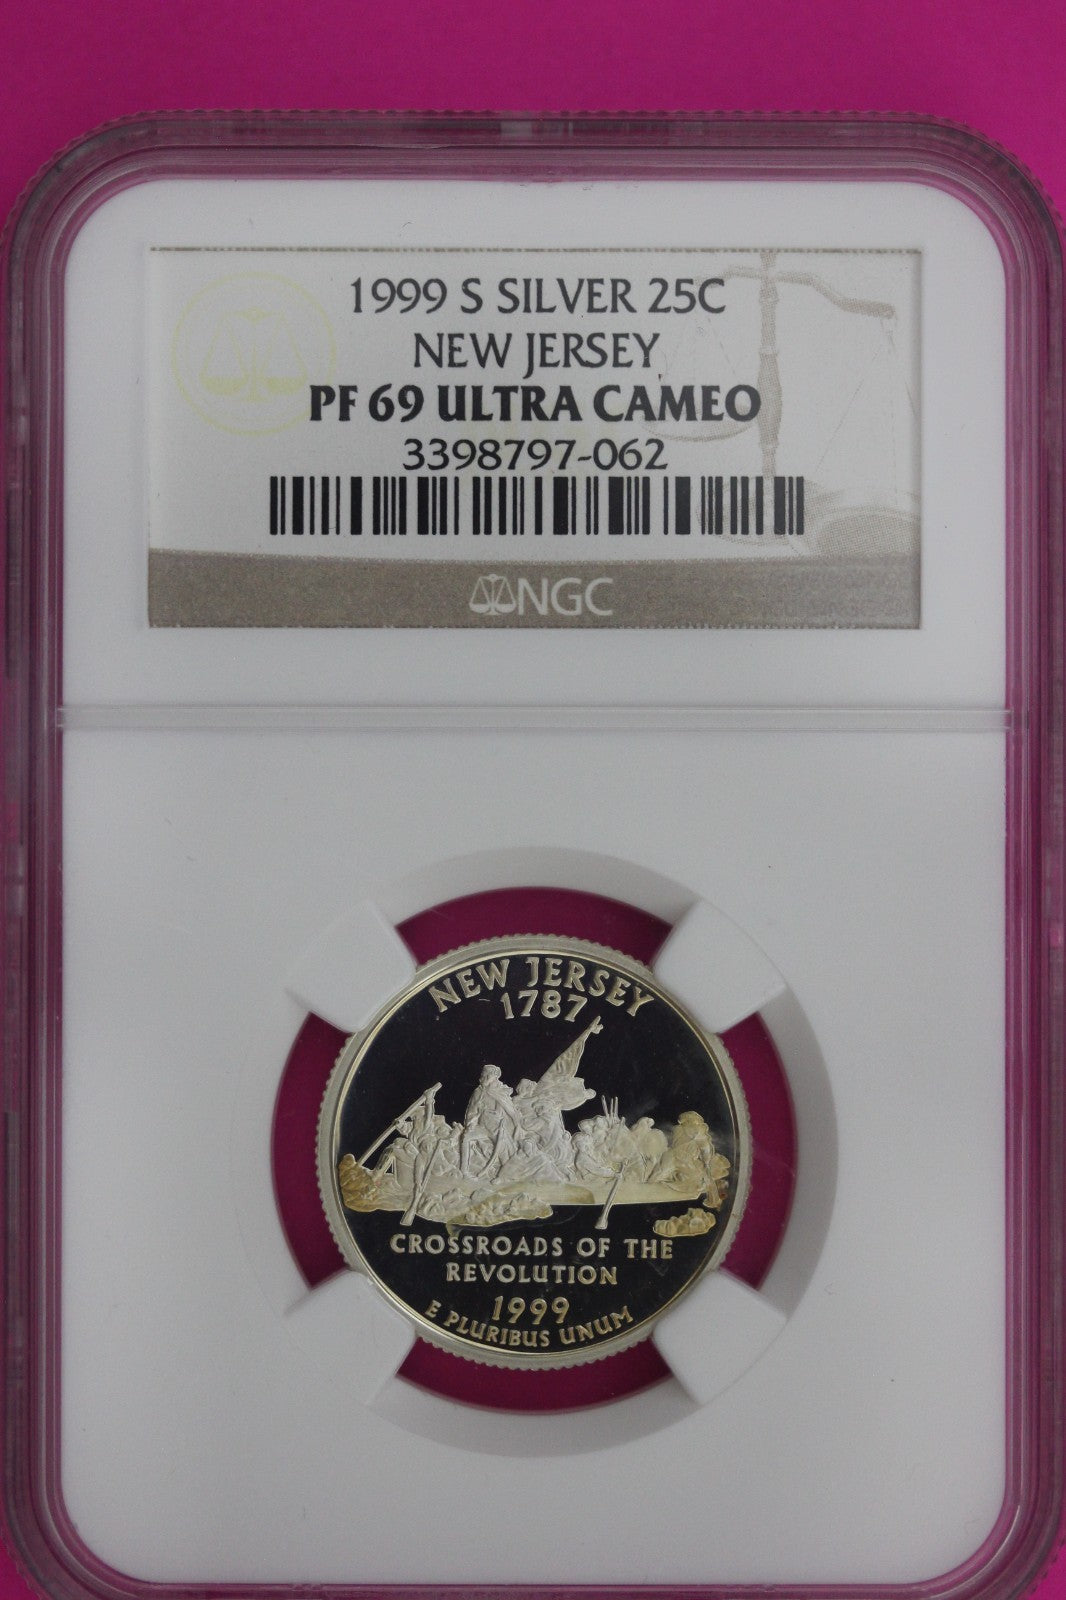 1999 S SILVER 25C
NEW JERSEY
PF 69 ULTRA CAMEO
3398797-062
NGC
NEW JERSEY
1787
CROSSROADS OF THE
REVOLUTION
1999
E PLURIBUS UNUM